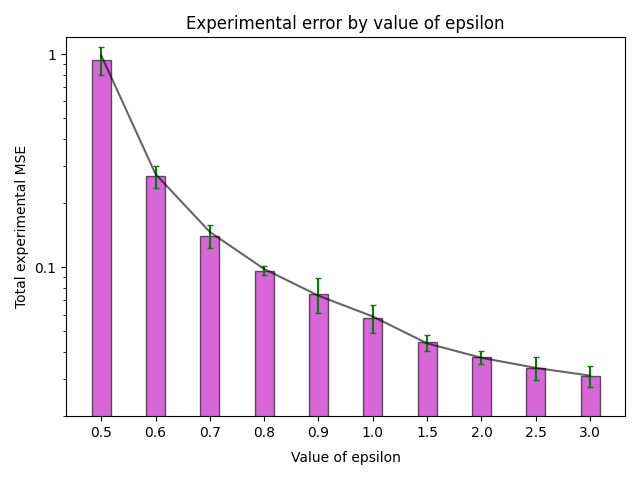 Experimental error by value of epsilon
Total experimental MSE
1
0.1
0.5 0.6 0.7 0.8 0.9 1.0 1.5 2.0 2.5 3.0
Value of epsilon